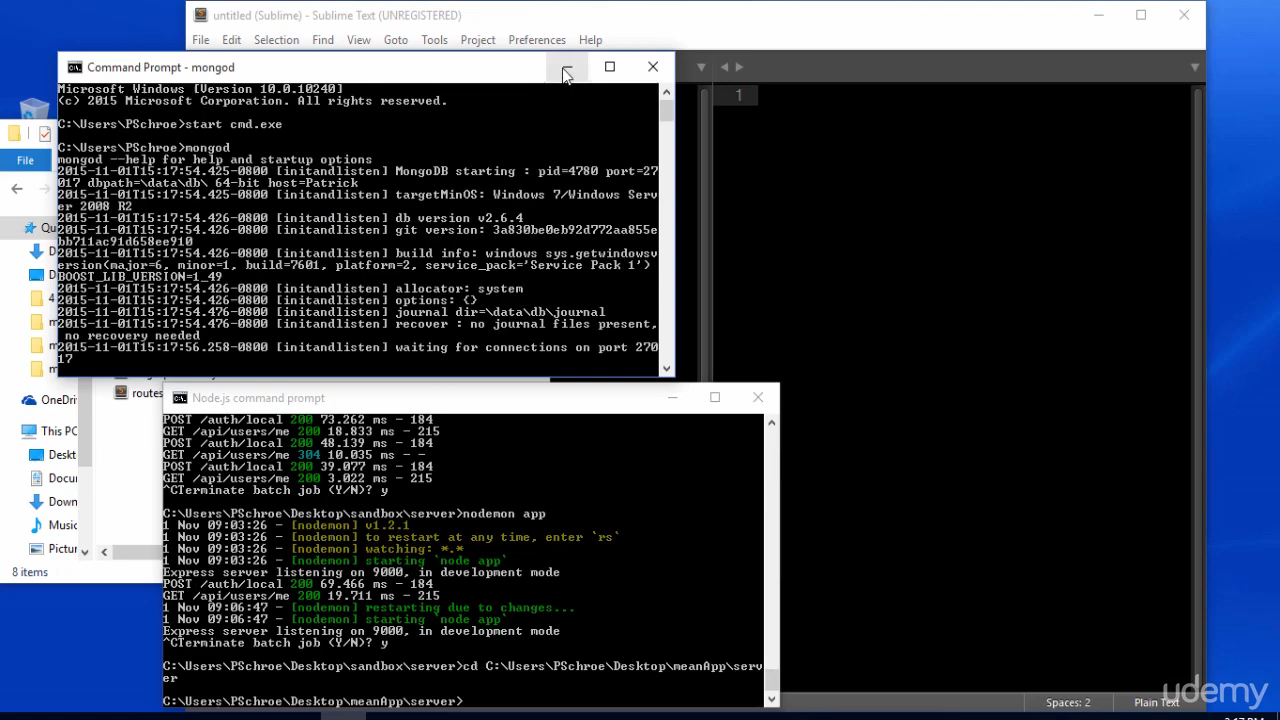 untitled (Sublime) - Sublime Text (UNREGISTERED)
File Edit Selection Find View Goto Tools Project Preferences Help
Command Prompt - mongod
Microsoft Windows [Version 10.0.10240]
(c) 2015 Microsoft Corporation. All rights reserved.
C:\Users\PSchroe>start cmd.exe
C:\Users\PSchroe>mongod
mongod --help for help and startup options
2015-11-01T15:17:54.425-0800 [initandlisten] MongoDB starting : pid=4780 port=27
017 dbpath=\data\db\ 64-bit host=Patrick
2015-11-01T15:17:54.425-0800 [initandlisten] targetMinOS: Windows 7/Windows Serv
er 2008 R2
2015-11-01T15:17:54.426-0800 [initandlisten] db version v2.6.4
2015-11-01T15:17:54.426-0800 [initandlisten] git version: 3a830be0eb92d772aa855e
bb711ac91d658ee910
2015-11-01T15:17:54.426-0800 [initandlisten] build info: windows sys.getwindowsv
ersion(major=6, minor=1, build=7601, platform=2, service_pack='Service Pack 1')
BOOST_LIB_VERSION=1_49
2015-11-01T15:17:54.426-0800 [initandlisten] allocator: system
2015-11-01T15:17:54.426-0800 [initandlisten] options: {}
2015-11-01T15:17:54.476-0800 [initandlisten] journal dir=\data\db\journal
2015-11-01T15:17:54.476-0800 [initandlisten] recover : no journal files present,
no recovery needed
2015-11-01T15:17:56.258-0800 [initandlisten] waiting for connections on port 270
17
1
File
Qu
D
D
4
m
m
m
OneDri
This PC
Deskt
Docu
Down
Music
Pictur
8 items
routes
Node.js command prompt
POST /auth/local 200 73.262 ms - 184
GET /api/users/me 200 18.833 ms - 215
POST /auth/local 200 48.139 ms - 184
GET /api/users/me 304 10.035 ms - -
POST /auth/local 200 39.077 ms - 184
GET /api/users/me 200 3.022 ms - 215
^CTerminate batch job (Y/N)? y
C:\Users\PSchroe\Desktop\sandbox\server>nodemon app
1 Nov 09:03:26 - [nodemon] v1.2.1
1 Nov 09:03:26 - [nodemon] to restart at any time, enter `rs`
1 Nov 09:03:26 - [nodemon] watching: *.*
1 Nov 09:03:26 - [nodemon] starting `node app`
Express server listening on 9000, in development mode
POST /auth/local 200 69.466 ms - 184
GET /api/users/me 200 19.711 ms - 215
1 Nov 09:06:47 - [nodemon] restarting due to changes...
1 Nov 09:06:47 - [nodemon] starting `node app`
Express server listening on 9000, in development mode
^CTerminate batch job (Y/N)? y
C:\Users\PSchroe\Desktop\sandbox\server>cd C:\Users\PSchroe\Desktop\meanApp\serv
er
C:\Users\PSchroe\Desktop\meanApp\server>
Spaces: 2 Plain Text
udemy